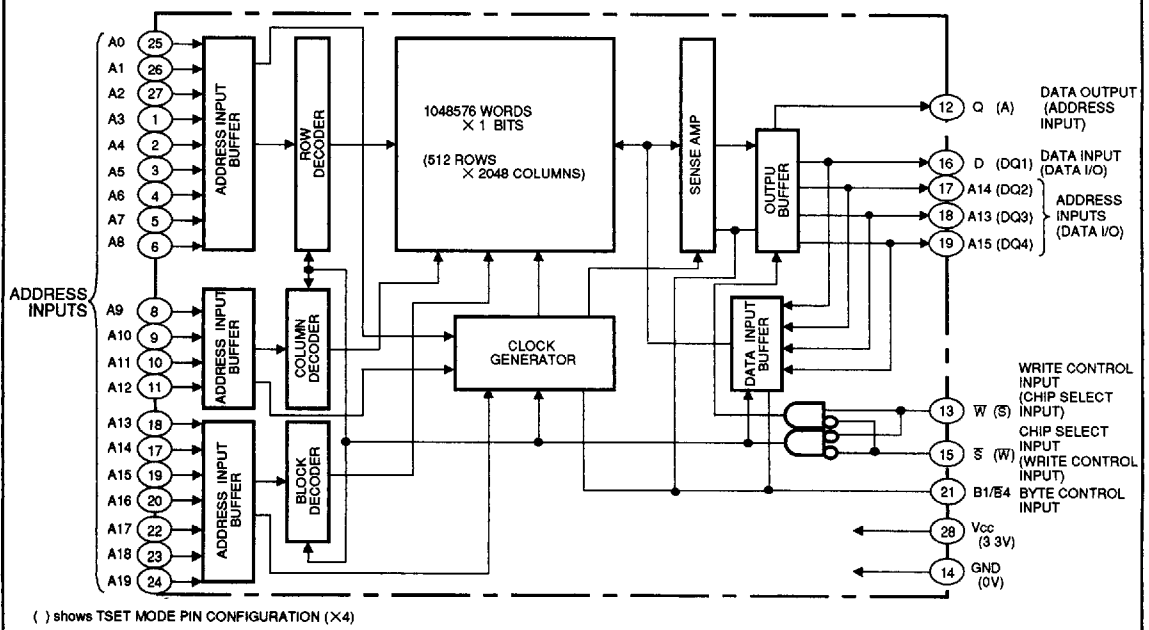 ADDRESS
INPUTS
A0 25
A1 26
A2 27
A3 1
A4 2
A5 3
A6 4
A7 5
A8 6
A9 8
A10 9
A11 10
A12 11
A13 18
A14 17
A15 19
A16 20
A17 22
A18 23
A19 24
ADDRESS INPUT
BUFFER
ADDRESS INPUT
BUFFER
ADDRESS INPUT
BUFFER
ROW
DECODER
COLUMN
DECODER
BLOCK
DECODER
1048576 WORDS
× 1 BITS
(512 ROWS
× 2048 COLUMNS)
CLOCK
GENERATOR
SENSE AMP
OUTPU
BUFFER
DATA INPUT
BUFFER
12 Q (A)
DATA OUTPUT
(ADDRESS
INPUT)
16 D (DQ1)
DATA INPUT
(DATA I/O)
17 A14 (DQ2)
18 A13 (DQ3)
19 A15 (DQ4)
ADDRESS
INPUTS
(DATA I/O)
13 W̅ (S̅)
WRITE CONTROL
INPUT
(CHIP SELECT
INPUT)
15 S̅ (W̅)
CHIP SELECT
INPUT
(WRITE CONTROL
INPUT)
21 B1/B̅4
BYTE CONTROL
INPUT
28 Vcc
(3 3V)
14 GND
(0V)
( ) shows TSET MODE PIN CONFIGURATION (×4)